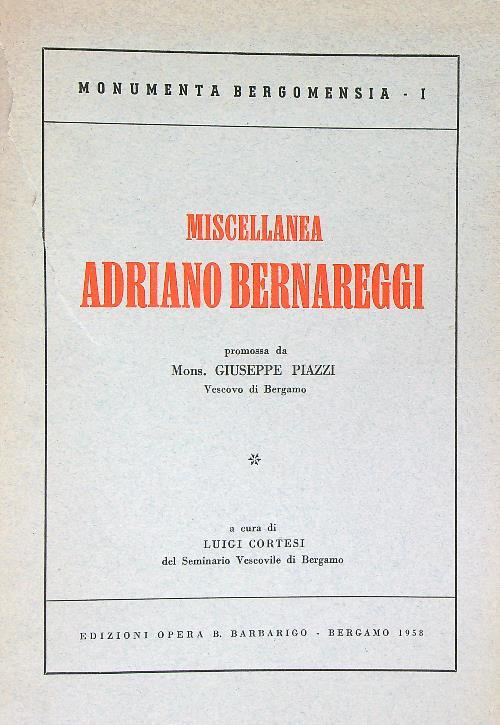 MONUMENTA BERGOMENSIA - I
MISCELLANEA
ADRIANO BERNAREGGI
promossa da
Mons. GIUSEPPE PIAZZI
Vescovo di Bergamo
a cura di
LUIGI CORTESI
del Seminario Vescovile di Bergamo
EDIZIONI OPERA B. BARBARIGO - BERGAMO 1958